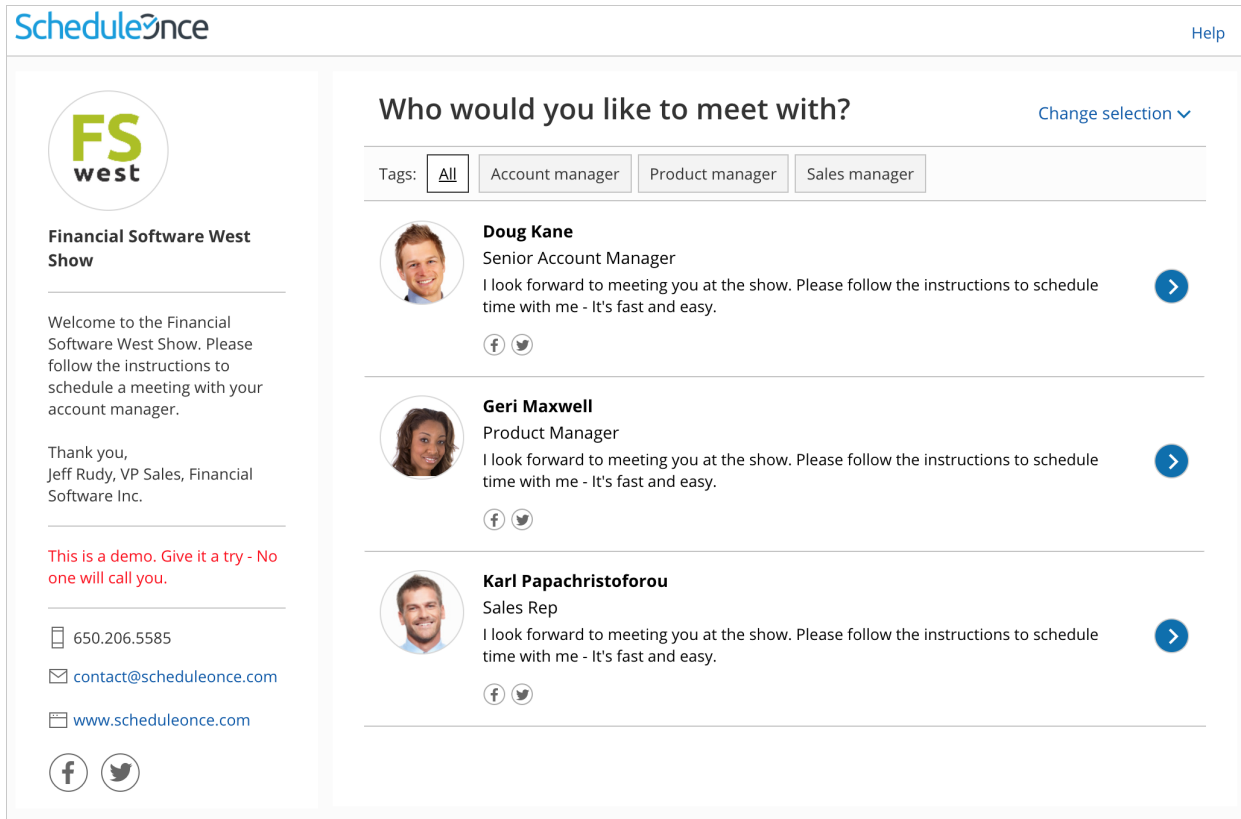 ScheduleOnce
Help
FS
west
Financial Software West
Show
Welcome to the Financial
Software West Show. Please
follow the instructions to
schedule a meeting with your
account manager.
Thank you,
Jeff Rudy, VP Sales, Financial
Software Inc.
This is a demo. Give it a try - No
one will call you.
650.206.5585
contact@scheduleonce.com
www.scheduleonce.com
Who would you like to meet with?
Change selection
Tags: All Account manager Product manager Sales manager
Doug Kane
Senior Account Manager
I look forward to meeting you at the show. Please follow the instructions to schedule
time with me - It's fast and easy.
Geri Maxwell
Product Manager
I look forward to meeting you at the show. Please follow the instructions to schedule
time with me - It's fast and easy.
Karl Papachristoforou
Sales Rep
I look forward to meeting you at the show. Please follow the instructions to schedule
time with me - It's fast and easy.